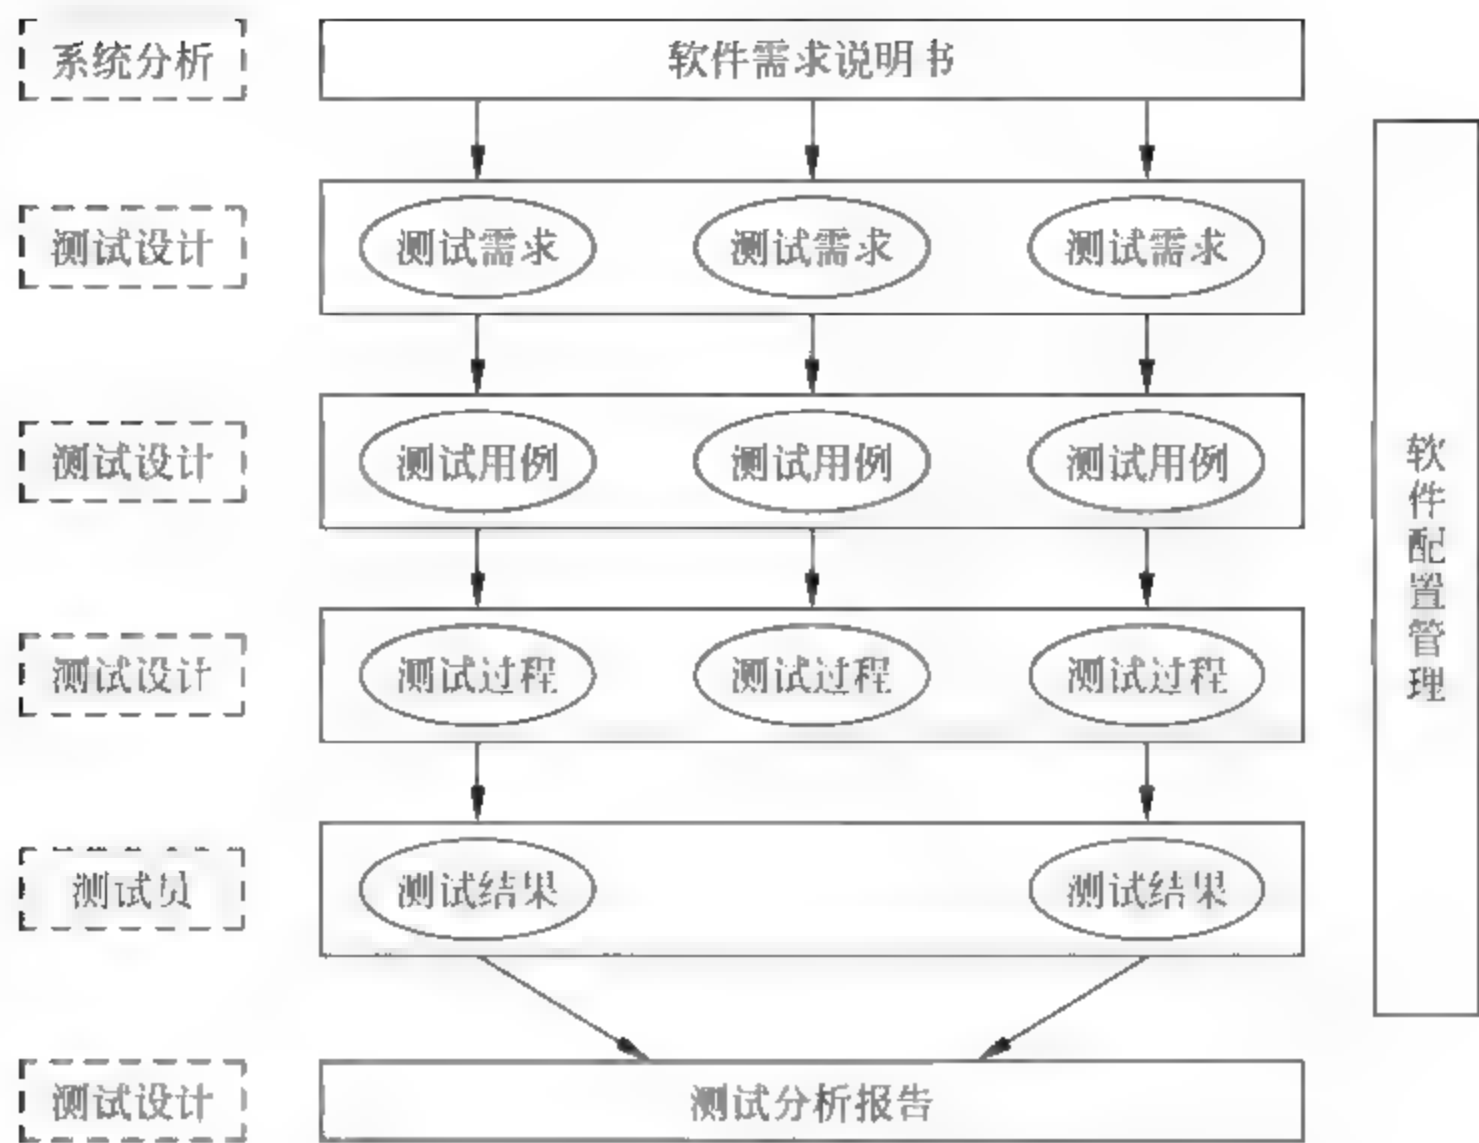 系统分析
软件需求说明书
测试设计
测试需求
测试需求
测试需求
测试设计
测试用例
测试用例
测试用例
测试设计
测试过程
测试过程
测试过程
测试员
测试结果
测试结果
测试设计
测试分析报告
软件配置管理